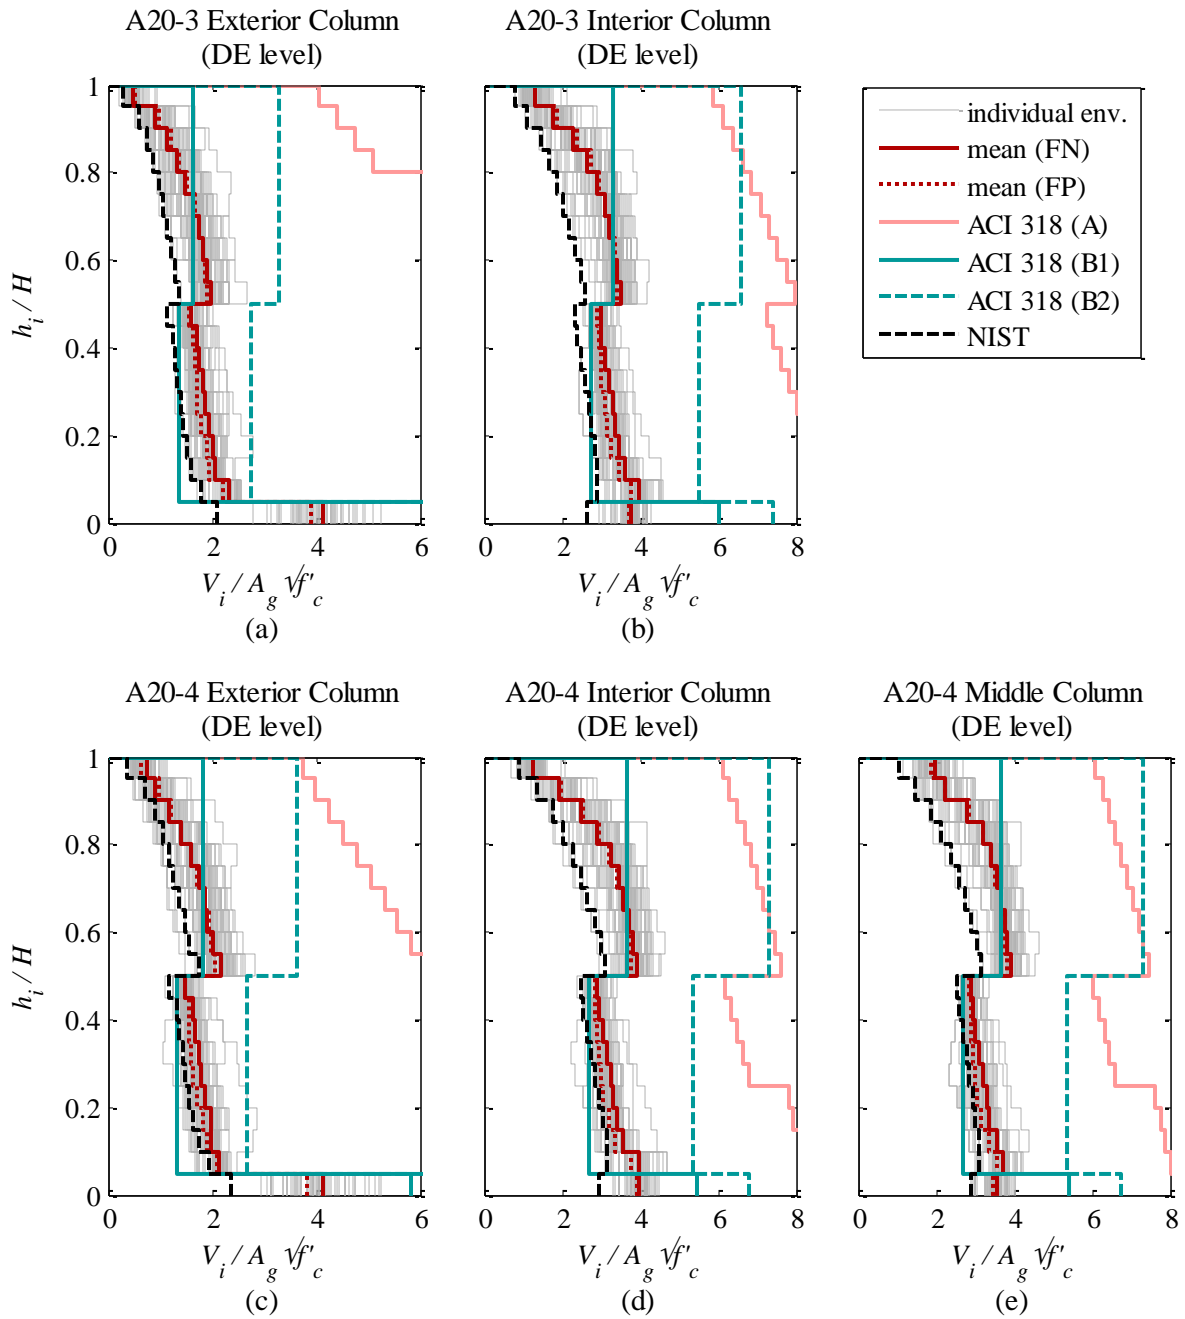 A20-3 Exterior Column
(DE level)
1
0.8
0.6
0.4
0.2
0
0
2
4
6
h_i / H
V_i / A_g √f'_c
(a)
A20-3 Interior Column
(DE level)
0
2
4
6
8
V_i / A_g √f'_c
(b)
individual env.
mean (FN)
mean (FP)
ACI 318 (A)
ACI 318 (B1)
ACI 318 (B2)
NIST
A20-4 Exterior Column
(DE level)
1
0.8
0.6
0.4
0.2
0
0
2
4
6
h_i / H
V_i / A_g √f'_c
(c)
A20-4 Interior Column
(DE level)
0
2
4
6
8
V_i / A_g √f'_c
(d)
A20-4 Middle Column
(DE level)
0
2
4
6
8
V_i / A_g √f'_c
(e)